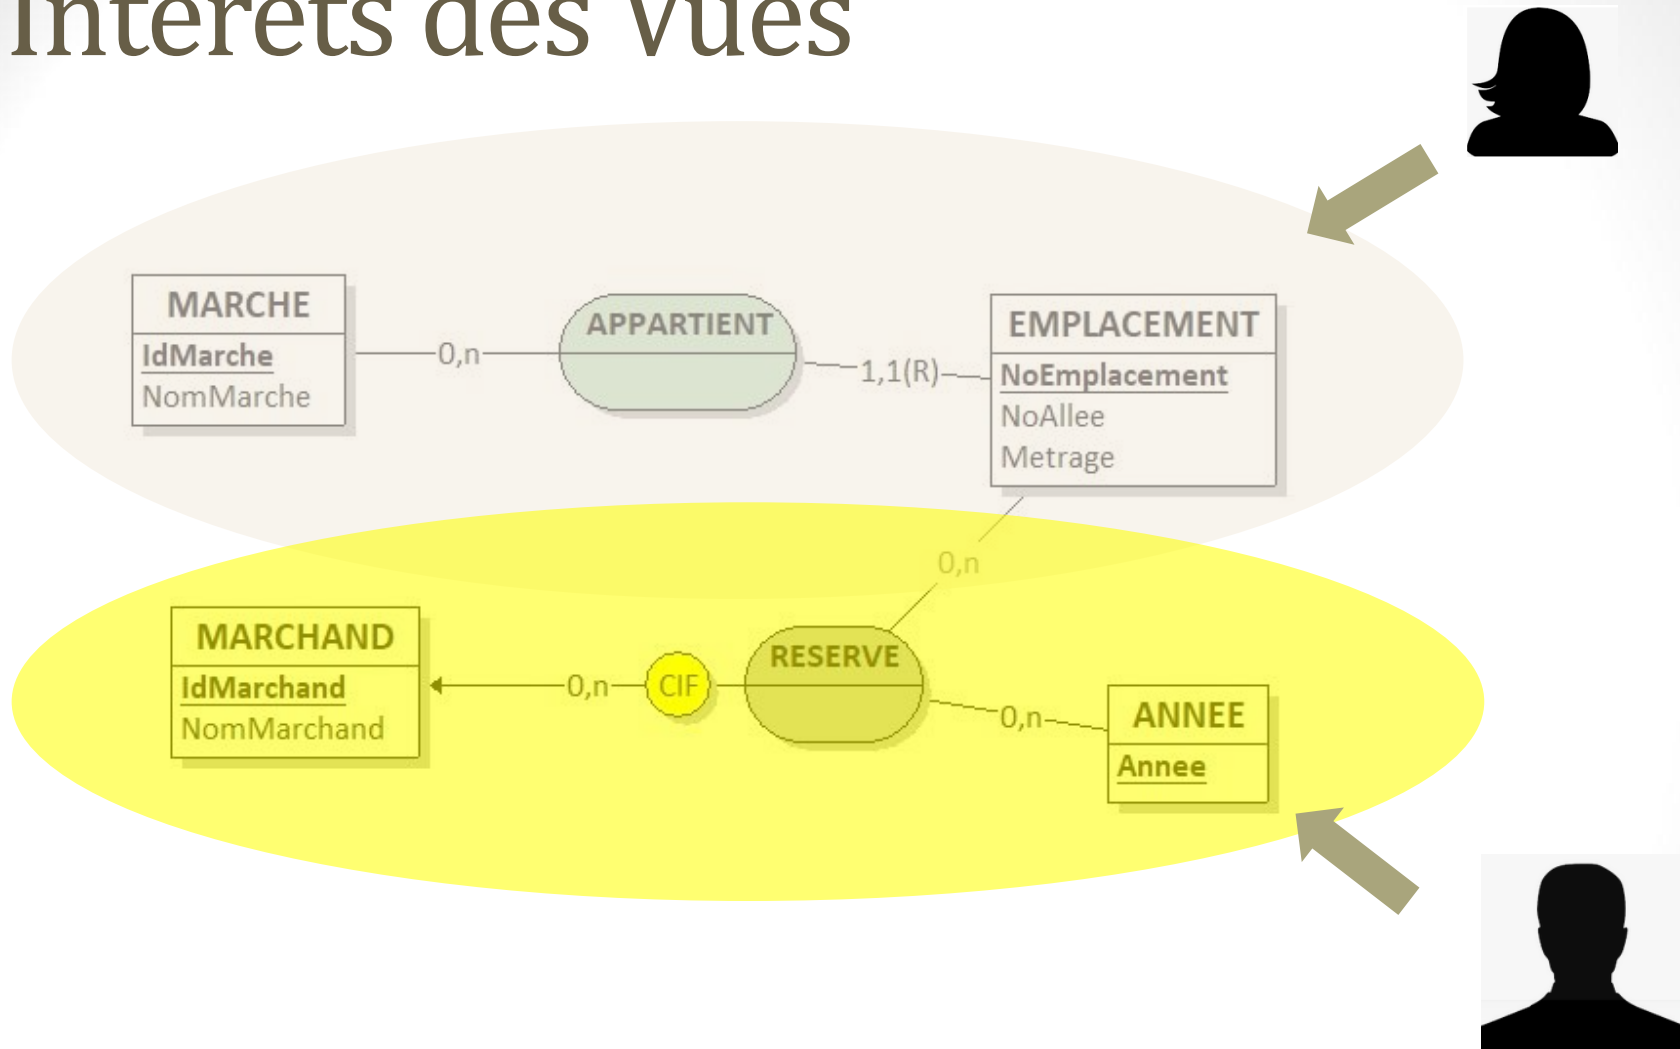 Intérêts des Vues
MARCHE
IdMarche
NomMarche
0,n
APPARTIENT
1,1(R)
EMPLACEMENT
NoEmplacement
NoAllee
Metrage
0,n
MARCHAND
IdMarchand
NomMarchand
0,n
CIF
RESERVE
0,n
ANNEE
Annee